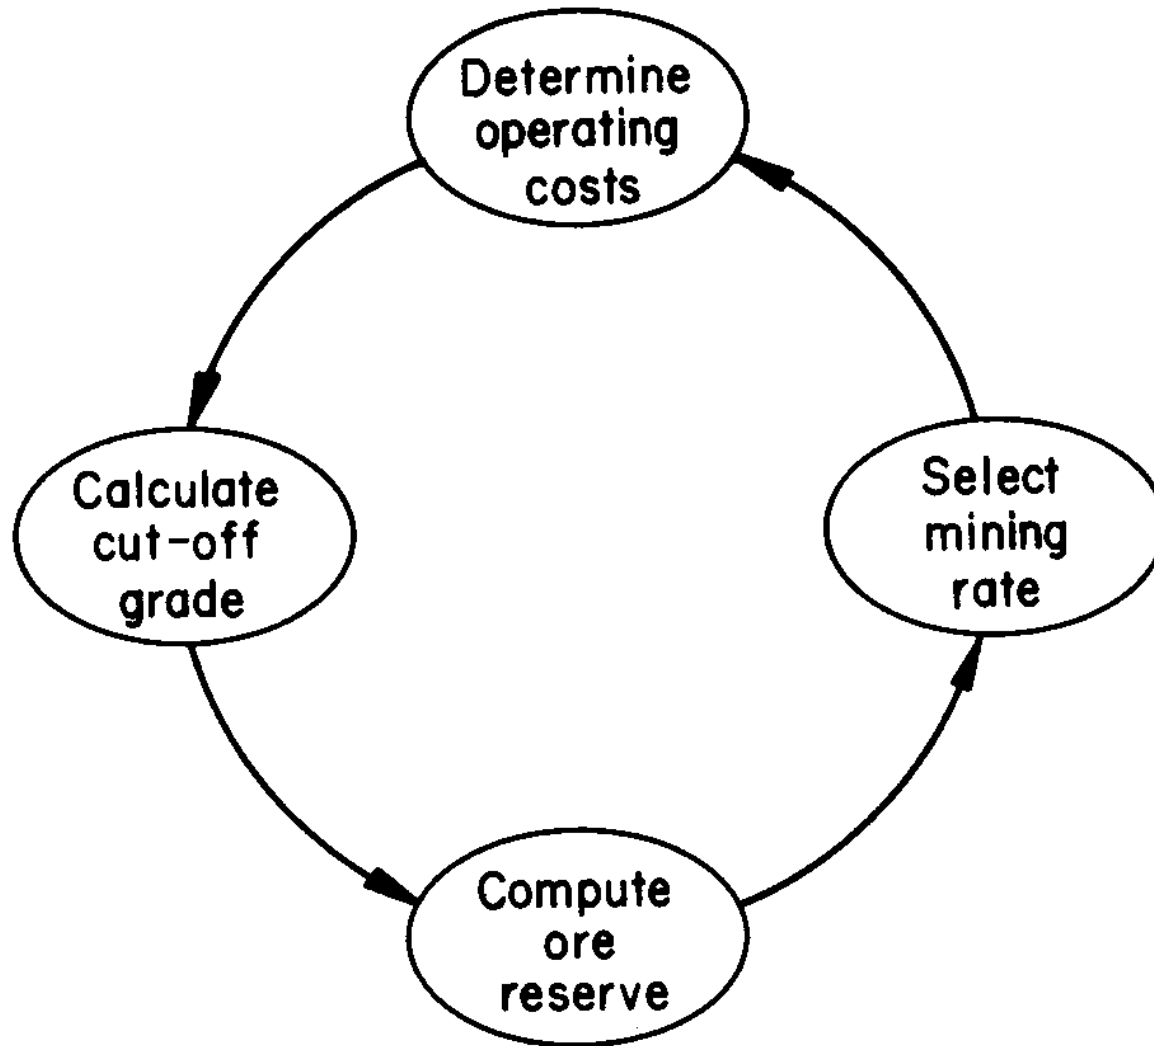 Determine
operating
costs
Calculate
cut-off
grade
Select
mining
rate
Compute
ore
reserve